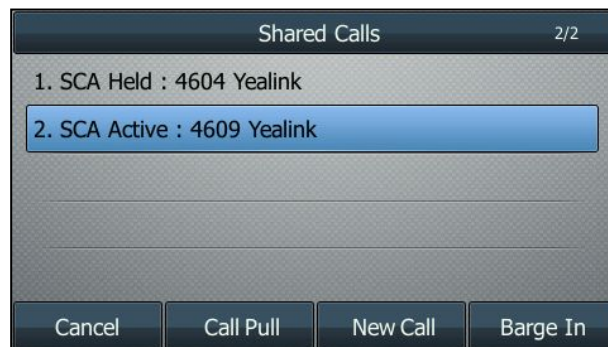 Shared Calls 2/2
1. SCA Held : 4604 Yealink
2. SCA Active : 4609 Yealink
Cancel Call Pull New Call Barge In